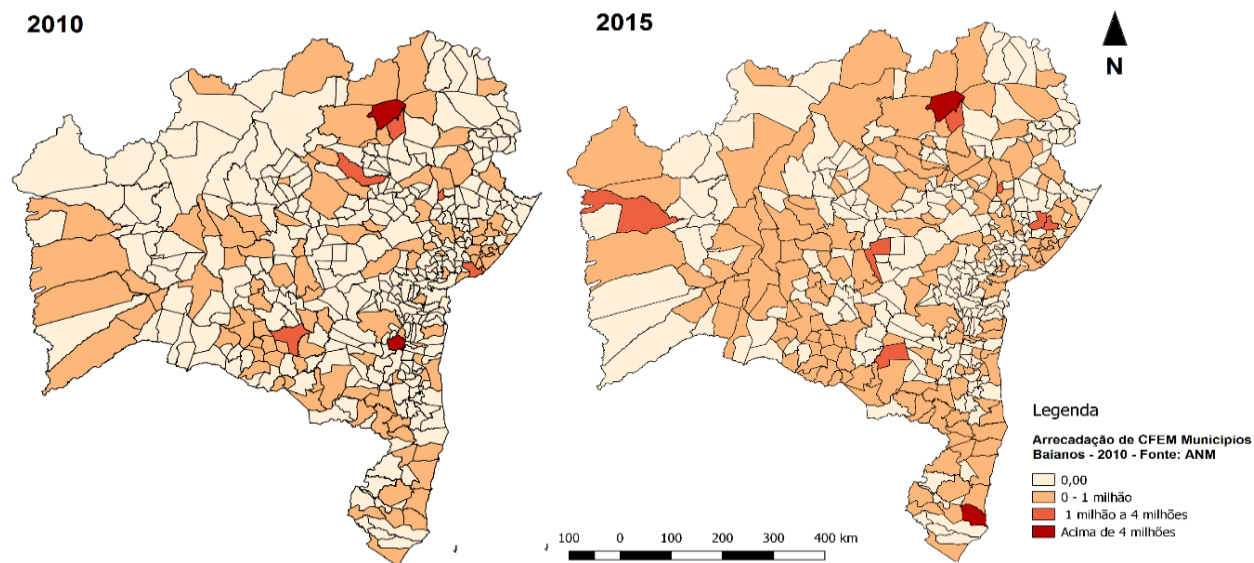 2010
2015
N
Legenda
Arrecadação de CFEM Municipios
Baianos - 2010 - Fonte: ANM
0,00
0 - 1 milhão
1 milhão a 4 milhões
Acima de 4 milhões
100 0 100 200 300 400 km